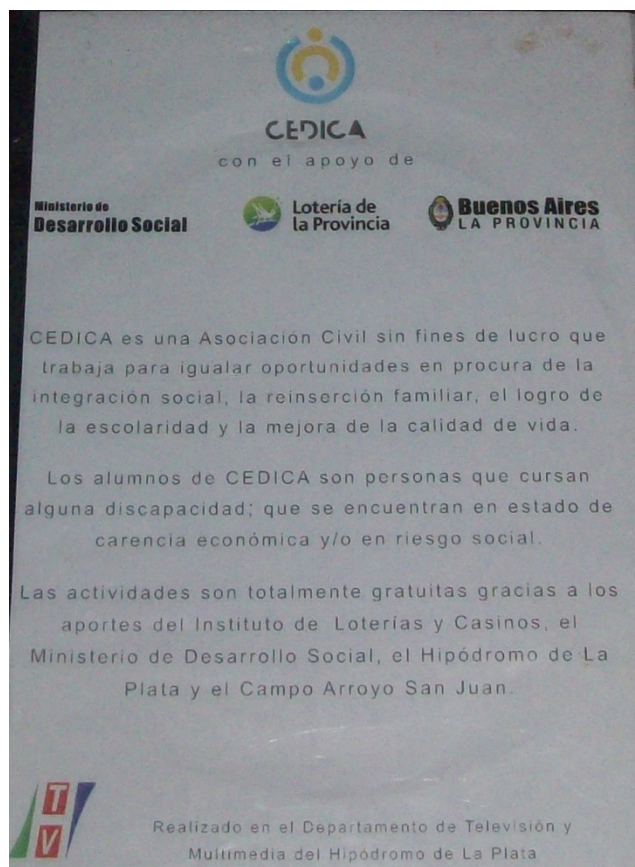 CEDICA
con el apoyo de
Ministerio de
Desarrollo Social
Lotería de
la Provincia
Buenos Aires
LA PROVINCIA
CEDICA es una Asociación Civil sin fines de lucro que
trabaja para igualar oportunidades en procura de la
integración social, la reinserción familiar, el logro de
la escolaridad y la mejora de la calidad de vida.
Los alumnos de CEDICA son personas que cursan
alguna discapacidad; que se encuentran en estado de
carencia económica y/o en riesgo social.
Las actividades son totalmente gratuitas gracias a los
aportes del Instituto de Loterías y Casinos, el
Ministerio de Desarrollo Social, el Hipódromo de La
Plata y el Campo Arroyo San Juan.
TV
Realizado en el Departamento de Televisión y
Multimedia del Hipódromo de La Plata